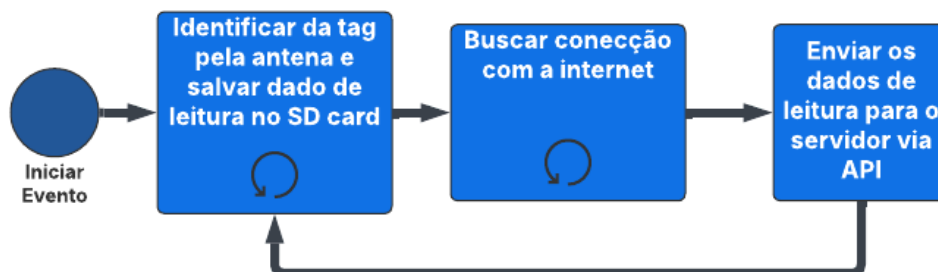 Iniciar
Evento
Identificar da tag
pela antena e
salvar dado de
leitura no SD card
Buscar conecção
com a internet
Enviar os
dados de
leitura para o
servidor via
API